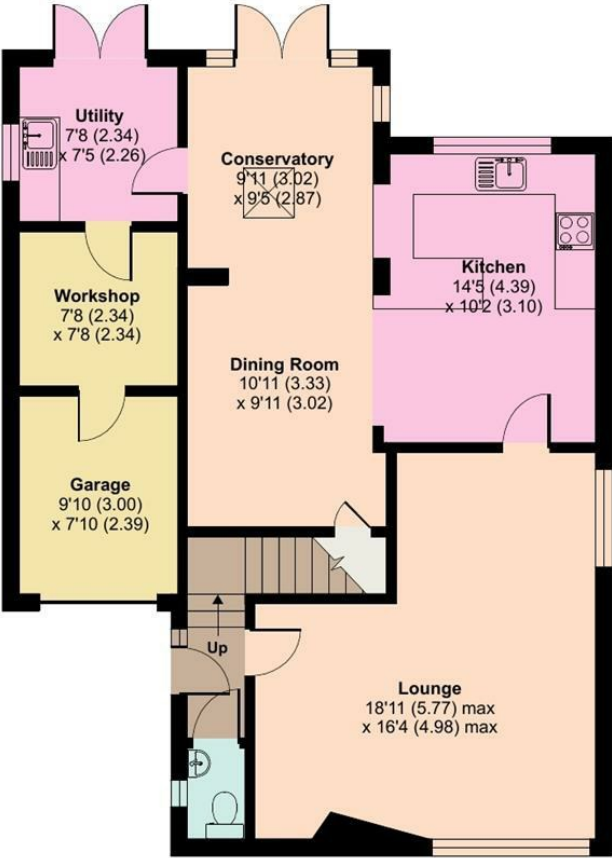 Utility
7'8 (2.34)
x 7'5 (2.26)
Conservatory
9'11 (3.02)
x 9'5 (2.87)
Kitchen
14'5 (4.39)
x 10'2 (3.10)
Workshop
7'8 (2.34)
x 7'8 (2.34)
Dining Room
10'11 (3.33)
x 9'11 (3.02)
Garage
9'10 (3.00)
x 7'10 (2.39)
Up
Lounge
18'11 (5.77) max
x 16'4 (4.98) max